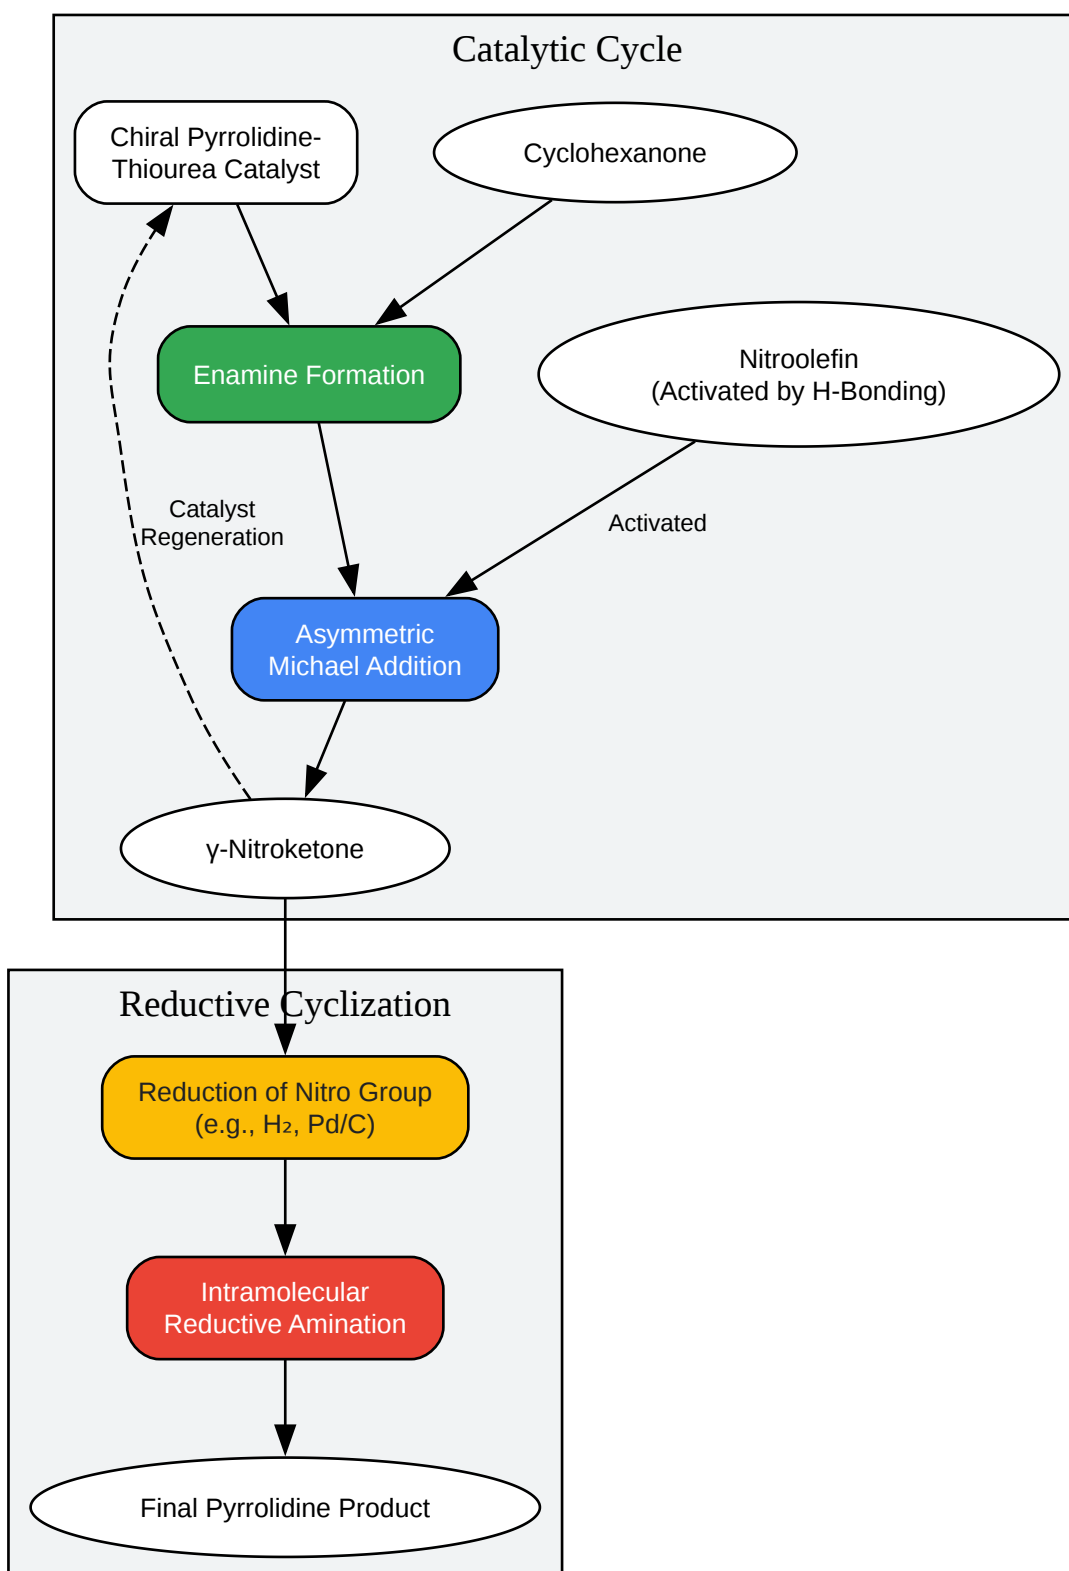 Catalytic Cycle
Chiral Pyrrolidine-
Thiourea Catalyst
Cyclohexanone
Enamine Formation
Nitroolefin
(Activated by H-Bonding)
Catalyst
Regeneration
Activated
Asymmetric
Michael Addition
γ-Nitroketone
Reductive Cyclization
Reduction of Nitro Group
(e.g., H₂, Pd/C)
Intramolecular
Reductive Amination
Final Pyrrolidine Product